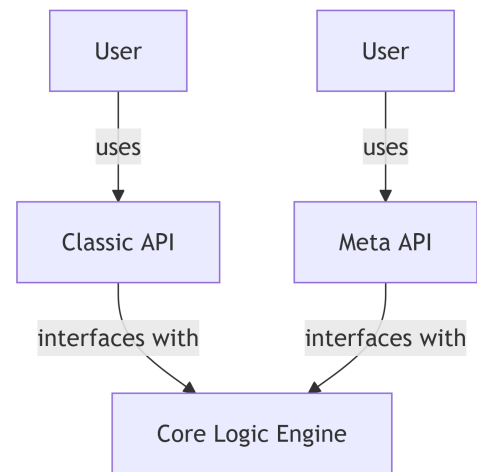 User
User
uses
uses
Classic API
Meta API
interfaces with
interfaces with
Core Logic Engine